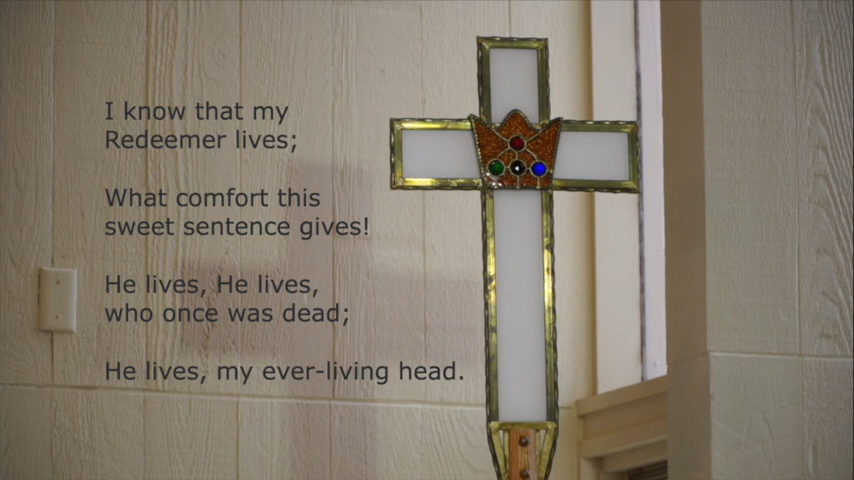 I know that my
Redeemer lives;
What comfort this
sweet sentence gives!
He lives, He lives,
who once was dead;
He lives, my ever-living head.